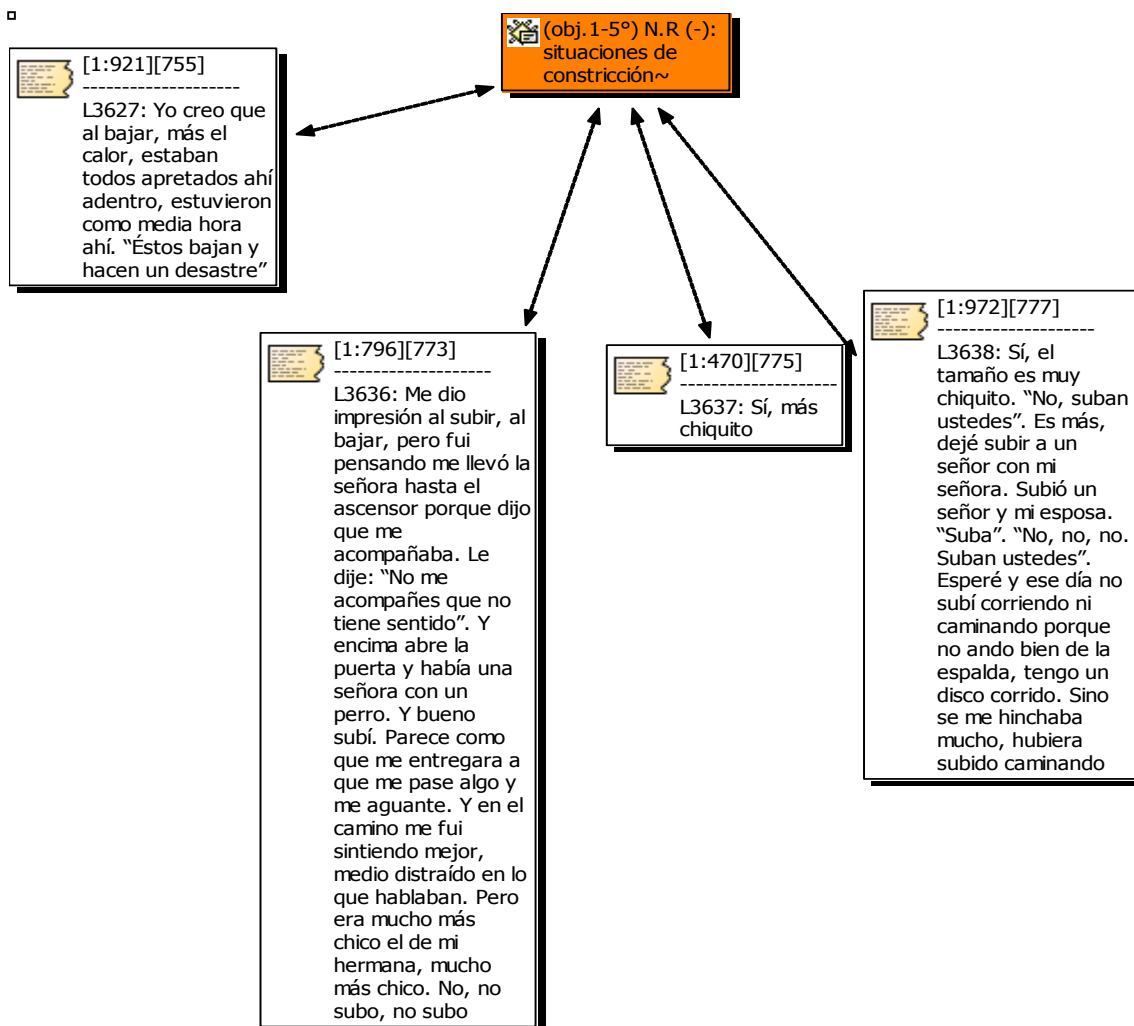 (obj.1-5°) N.R (-):
situaciones de
constricción~
[1:921][755]
--------------------
L3627: Yo creo que
al bajar, más el
calor, estaban
todos apretados ahí
adentro, estuvieron
como media hora
ahí. “Éstos bajan y
hacen un desastre”
[1:796][773]
--------------------
L3636: Me dio
impresión al subir, al
bajar, pero fui
pensando me llevó la
señora hasta el
ascensor porque dijo
que me
acompañaba. Le
dije: “No me
acompañes que no
tiene sentido”. Y
encima abre la
puerta y había una
señora con un
perro. Y bueno
subí. Parece como
que me entregara a
que me pase algo y
me aguante. Y en el
camino me fui
sintiendo mejor,
medio distraído en lo
que hablaban. Pero
era mucho más
chico el de mi
hermana, mucho
más chico. No, no
subo, no subo
[1:470][775]
--------------------
L3637: Sí, más
chiquito
[1:972][777]
--------------------
L3638: Sí, el
tamaño es muy
chiquito. “No, suban
ustedes”. Es más,
dejé subir a un
señor con mi
señora. Subió un
señor y mi esposa.
“Suba”. “No, no, no.
Suban ustedes”.
Esperé y ese día no
subí corriendo ni
caminando porque
no ando bien de la
espalda, tengo un
disco corrido. Sino
se me hinchaba
mucho, hubiera
subido caminando